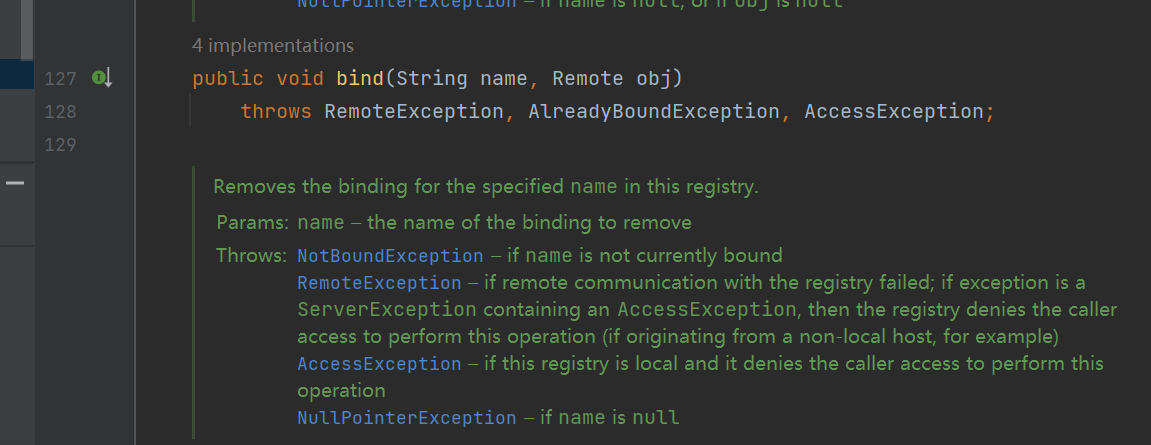 NullPointerException – if name is null, or if obj is null
4 implementations
127 public void bind(String name, Remote obj)
128 throws RemoteException, AlreadyBoundException, AccessException;
129
Removes the binding for the specified name in this registry.
Params: name – the name of the binding to remove
Throws: NotBoundException – if name is not currently bound
RemoteException – if remote communication with the registry failed; if exception is a
ServerException containing an AccessException, then the registry denies the caller
access to perform this operation (if originating from a non-local host, for example)
AccessException – if this registry is local and it denies the caller access to perform this
operation
NullPointerException – if name is null